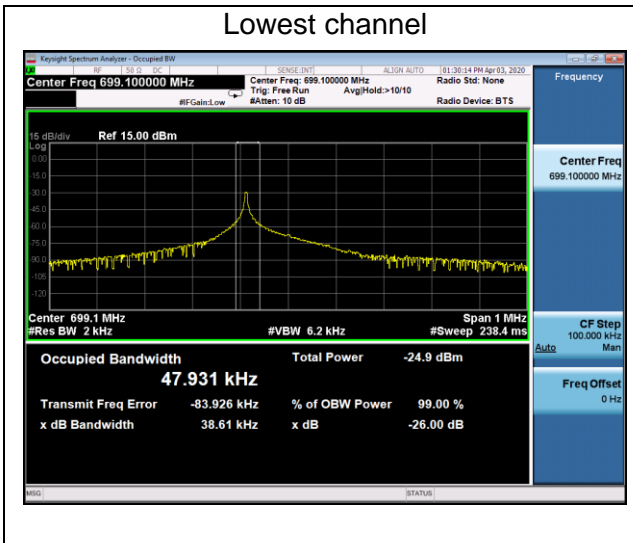 Lowest channel
Keysight Spectrum Analyzer - Occupied BW
LXI RF 50 Ω DC SENSE:INT ALIGN AUTO 01:30:14 PM Apr 03, 2020
Center Freq 699.100000 MHz
Center Freq: 699.100000 MHz Radio Std: None
Trig: Free Run Avg|Hold:>10/10
#IFGain:Low #Atten: 10 dB Radio Device: BTS
Frequency
15 dB/div Ref 15.00 dBm
Log
0.00
-15.0
-30.0
-45.0
-60.0
-75.0
-90.0
-105
-120
Center Freq
699.100000 MHz
Center 699.1 MHz Span 1 MHz
#Res BW 2 kHz #VBW 6.2 kHz #Sweep 238.4 ms
CF Step
100.000 kHz
Auto Man
Occupied Bandwidth Total Power -24.9 dBm
47.931 kHz
Transmit Freq Error -83.926 kHz % of OBW Power 99.00 %
x dB Bandwidth 38.61 kHz x dB -26.00 dB
Freq Offset
0 Hz
MSG STATUS